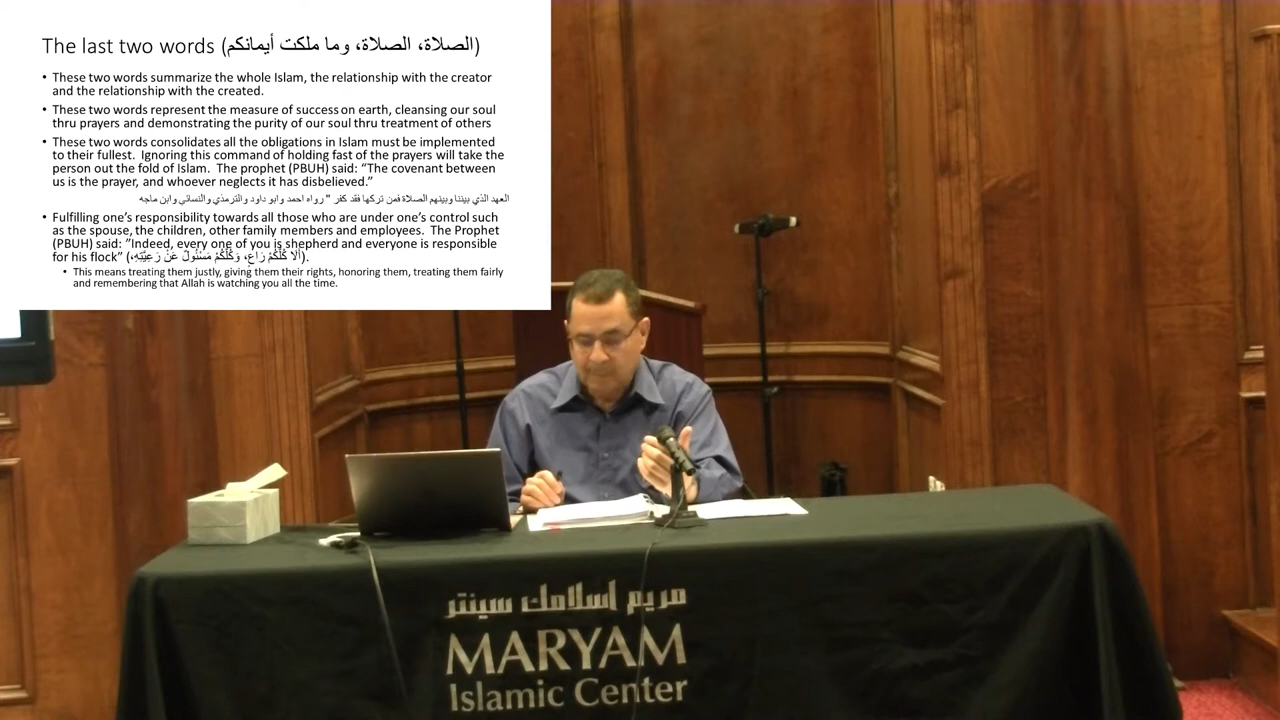 The last two words (الصلاة، الصلاة، وما ملكت أيمانكم)
• These two words summarize the whole Islam, the relationship with the creator
and the relationship with the created.
• These two words represent the measure of success on earth, cleansing our soul
thru prayers and demonstrating the purity of our soul thru treatment of others
• These two words consolidates all the obligations in Islam must be implemented
to their fullest. Ignoring this command of holding fast of the prayers will take the
person out the fold of Islam. The prophet (PBUH) said: “The covenant between
us is the prayer, and whoever neglects it has disbelieved.”
العهد الذي بيننا وبينهم الصلاة فمن تركها فقد كفر " رواه احمد وابو داود والترمذي والنسائي وابن ماجه
• Fulfilling one’s responsibility towards all those who are under one’s control such
as the spouse, the children, other family members and employees. The Prophet
(PBUH) said: ”Indeed, every one of you is shepherd and everyone is responsible
for his flock” (أَلَا كُلُّكُمْ رَاعٍ، وَكُلُّكُمْ مَسْئُولٌ عَنْ رَعِيَّتِهِ،).
• This means treating them justly, giving them their rights, honoring them, treating them fairly
and remembering that Allah is watching you all the time.
مريم اسلامك سينتر
MARYAM
Islamic Center